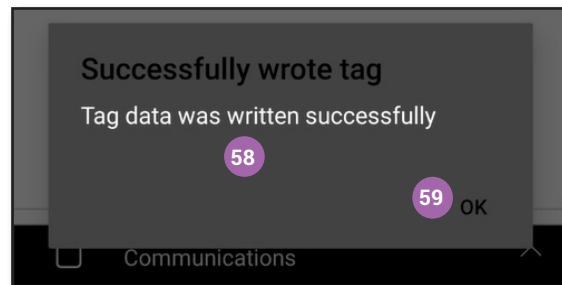 Successfully wrote tag
Tag data was written successfully
58
59
OK
Communications